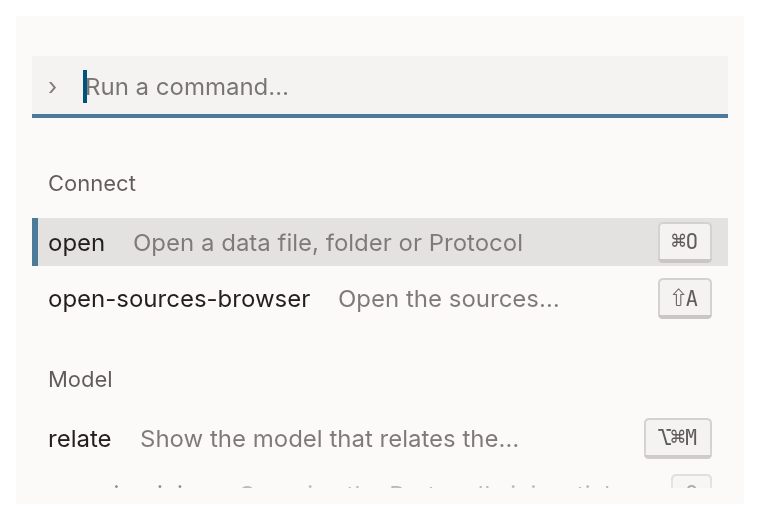 › Run a command...
Connect
open Open a data file, folder or Protocol ⌘O
open-sources-browser Open the sources... ⇧A
Model
relate Show the model that relates the... ⌥⌘M